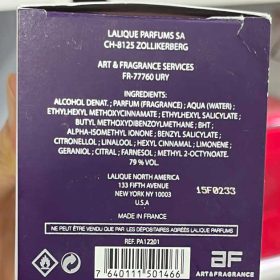 LALIQUE PARFUMS SA
CH-8125 ZOLLIKERBERG
ART & FRAGRANCE SERVICES
FR-77760 URY
INGREDIENTS:
ALCOHOL DENAT. ; PARFUM (FRAGRANCE) ; AQUA (WATER) ;
ETHYLHEXYL METHOXYCINNAMATE ; ETHYLHEXYL SALICYLATE ;
BUTYL METHOXYDIBENZOYLMETHANE ; BHT ;
ALPHA-ISOMETHYL IONONE ; BENZYL SALICYLATE ;
CITRONELLOL ; LINALOOL ; HEXYL CINNAMAL ; LIMONENE ;
GERANIOL ; CITRAL ; FARNESOL ; METHYL 2-OCTYNOATE.
79 % VOL
LALIQUE NORTH AMERICA
133 FIFTH AVENUE
NEW YORK NY 10003
U.S.A
15F0233
NE PEUT ÊTRE VENDU QUE PAR LES DÉPOSITAIRES AGRÉÉS LALIQUE PARFUMS
AF
ART&FRAGRANCE
REF. PA12201
7 640111 501466